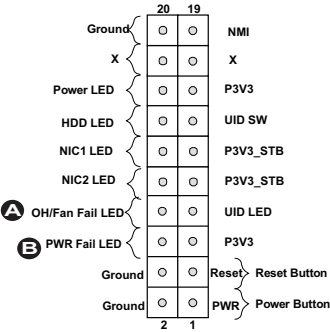 20 19
Ground NMI
X X
Power LED P3V3
HDD LED UID SW
NIC1 LED P3V3_STB
NIC2 LED P3V3_STB
A OH/Fan Fail LED UID LED
B PWR Fail LED P3V3
Ground Reset Reset Button
Ground PWR Power Button
2 1